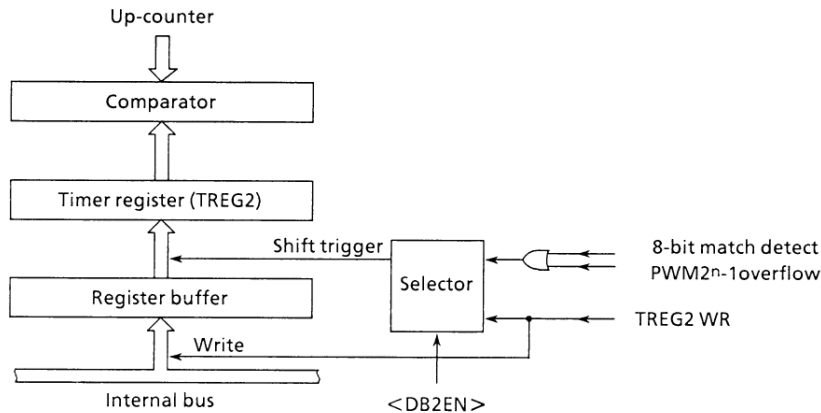 Up-counter
Comparator
Timer register (TREG2)
Shift trigger
8-bit match detect
PWM2n-1overflow
Register buffer
Selector
TREG2 WR
Write
Internal bus
<DB2EN>